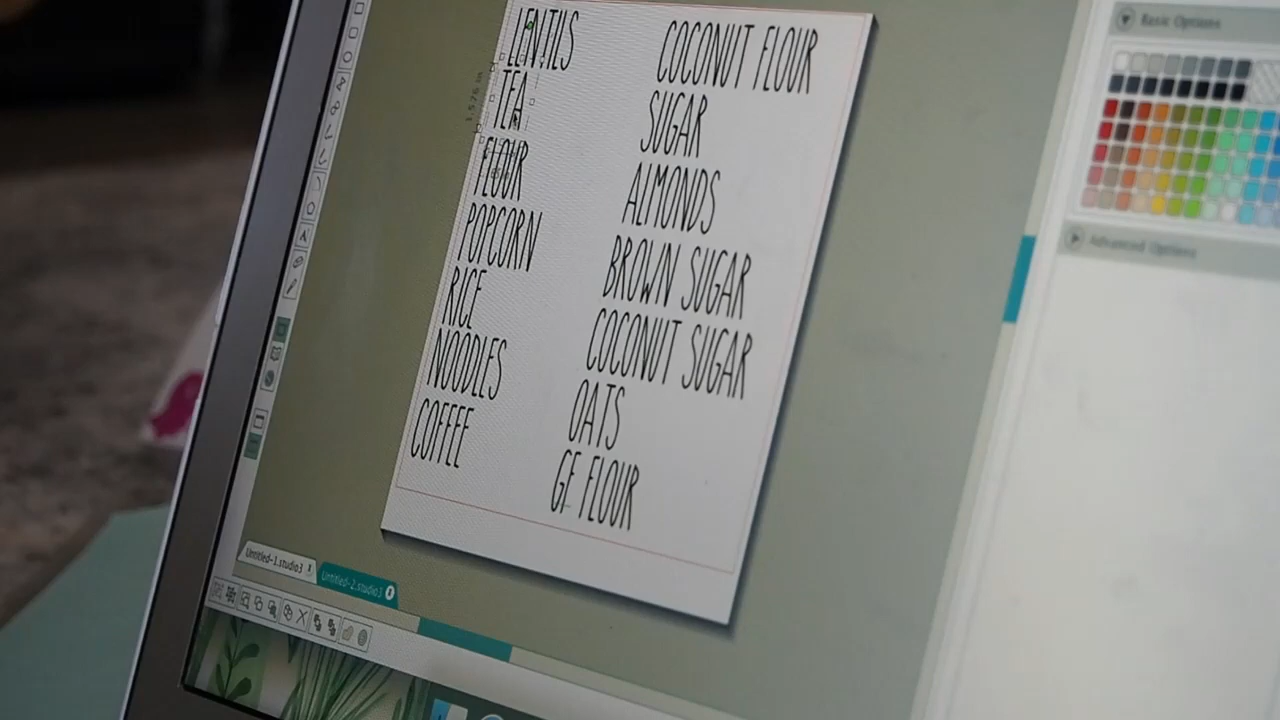 LENTILS
TEA
FLOUR
POPCORN
RICE
NOODLES
COFFEE
COCONUT FLOUR
SUGAR
ALMONDS
BROWN SUGAR
COCONUT SUGAR
OATS
GF FLOUR
Basic Options
Advanced Options
Untitled-1.studio3
Untitled-2.studio3